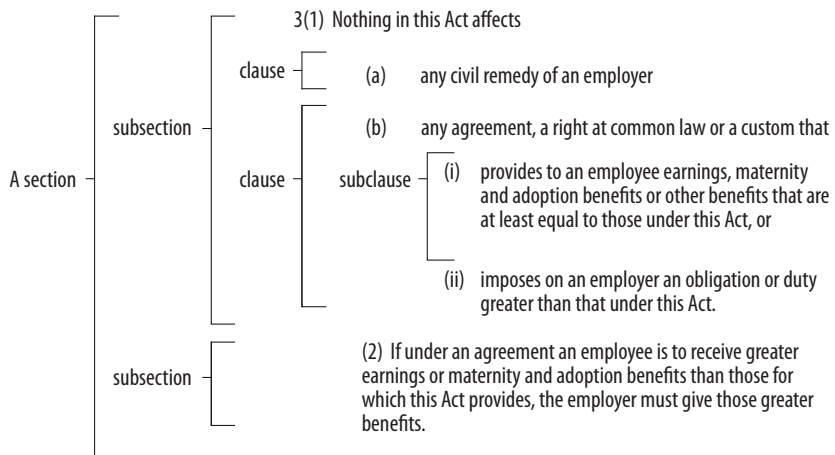 3(1) Nothing in this Act affects
clause
(a) any civil remedy of an employer
subsection
(b) any agreement, a right at common law or a custom that
A section
clause
subclause
(i) provides to an employee earnings, maternity
and adoption benefits or other benefits that are
at least equal to those under this Act, or
(ii) imposes on an employer an obligation or duty
greater than that under this Act.
subsection
(2) If under an agreement an employee is to receive greater
earnings or maternity and adoption benefits than those for
which this Act provides, the employer must give those greater
benefits.